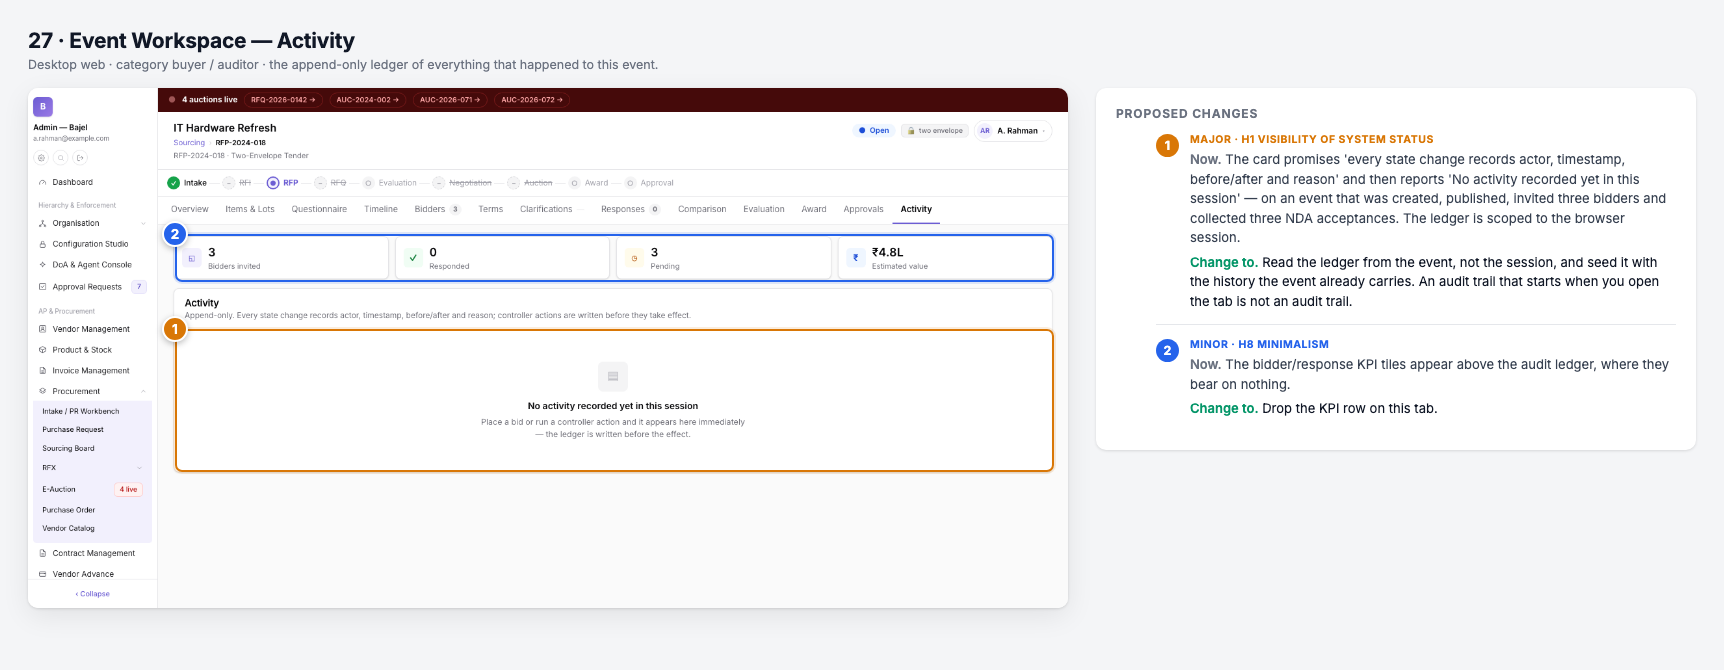 27 · Event Workspace — Activity
Desktop web · category buyer / auditor · the append-only ledger of everything that happened to this event.
B
Admin — Bajel
a.rahman@example.com
Dashboard
Hierarchy & Enforcement
Organisation
Configuration Studio
DoA & Agent Console
Approval Requests 7
AP & Procurement
Vendor Management
Product & Stock
Invoice Management
Procurement
Intake / PR Workbench
Purchase Request
Sourcing Board
RFX
E-Auction 4 live
Purchase Order
Vendor Catalog
Contract Management
Vendor Advance
‹ Collapse
4 auctions live RFQ-2026-0142 → AUC-2024-002 → AUC-2026-071 → AUC-2026-072 →
IT Hardware Refresh
Sourcing · RFP-2024-018
RFP-2024-018 · Two-Envelope Tender
Open two envelope AR A. Rahman
Intake RFI RFP RFQ Evaluation Negotiation Auction Award Approval
Overview Items & Lots Questionnaire Timeline Bidders 3 Terms Clarifications Responses 0 Comparison Evaluation Award Approvals Activity
2
3
Bidders invited
0
Responded
3
Pending
₹ ₹4.8L
Estimated value
Activity
Append-only. Every state change records actor, timestamp, before/after and reason; controller actions are written before they take effect.
1
No activity recorded yet in this session
Place a bid or run a controller action and it appears here immediately
— the ledger is written before the effect.
PROPOSED CHANGES
1 MAJOR · H1 VISIBILITY OF SYSTEM STATUS
Now. The card promises 'every state change records actor, timestamp,
before/after and reason' and then reports 'No activity recorded yet in this
session' — on an event that was created, published, invited three bidders and
collected three NDA acceptances. The ledger is scoped to the browser
session.
Change to. Read the ledger from the event, not the session, and seed it with
the history the event already carries. An audit trail that starts when you open
the tab is not an audit trail.
2 MINOR · H8 MINIMALISM
Now. The bidder/response KPI tiles appear above the audit ledger, where they
bear on nothing.
Change to. Drop the KPI row on this tab.